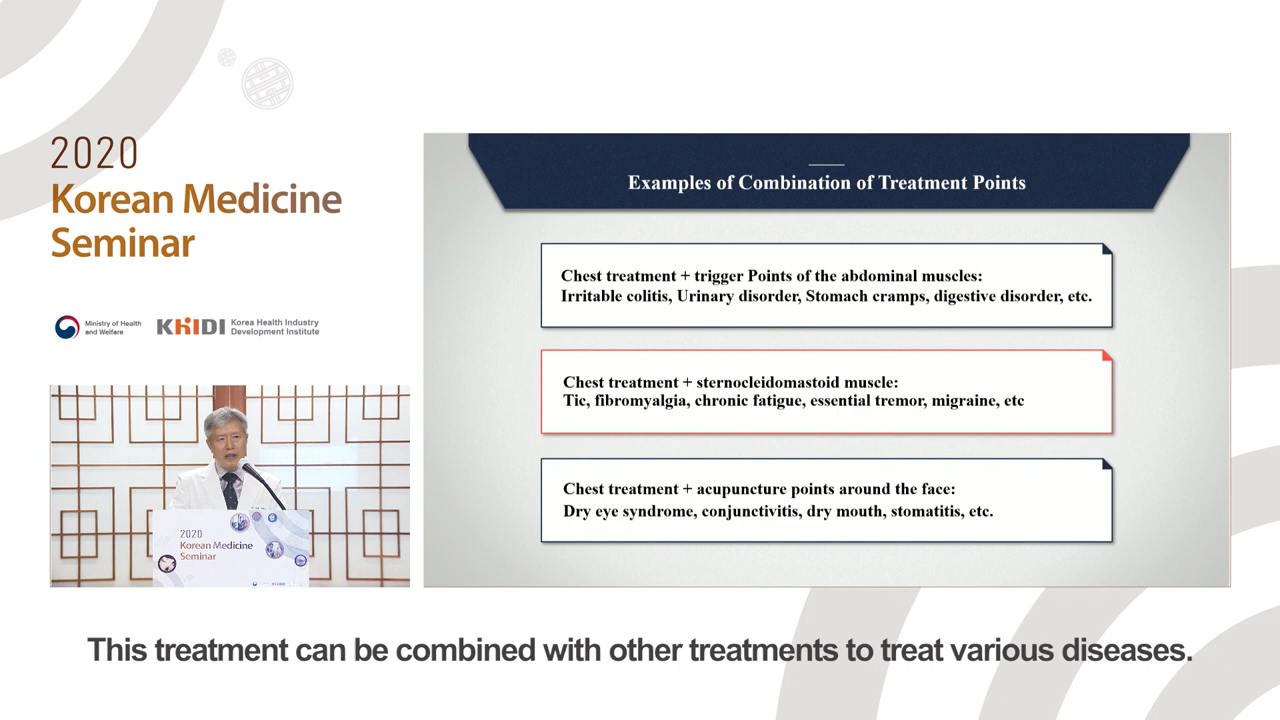 2020
Korean Medicine
Seminar
Ministry of Health
and Welfare
KHIDI
Korea Health Industry
Development Institute
2020
Korean Medicine
Seminar
Examples of Combination of Treatment Points
Chest treatment + trigger Points of the abdominal muscles:
Irritable colitis, Urinary disorder, Stomach cramps, digestive disorder, etc.
Chest treatment + sternocleidomastoid muscle:
Tic, fibromyalgia, chronic fatigue, essential tremor, migraine, etc
Chest treatment + acupuncture points around the face:
Dry eye syndrome, conjunctivitis, dry mouth, stomatitis, etc.
This treatment can be combined with other treatments to treat various diseases.